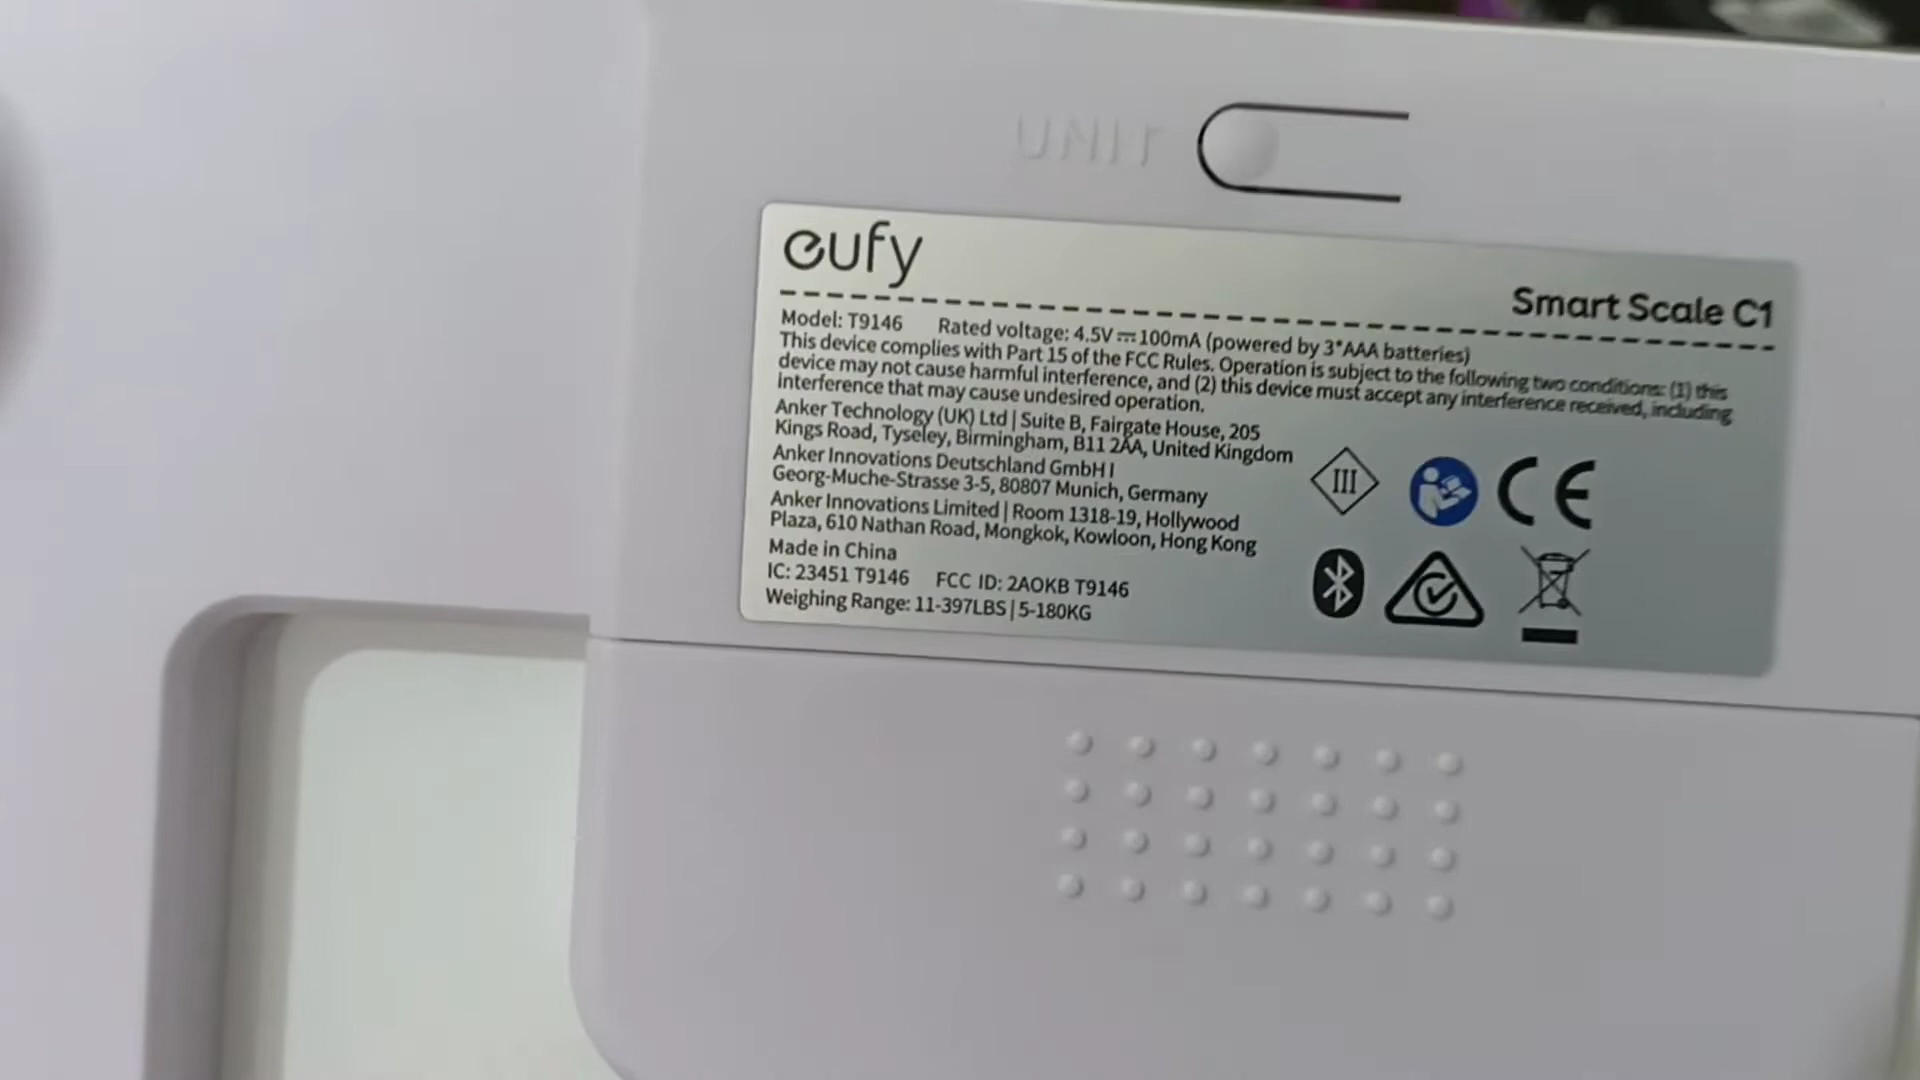 UNIT
eufy
Smart Scale C1
Model: T9146 Rated voltage: 4.5V⎓100mA (powered by 3*AAA batteries)
This device complies with Part 15 of the FCC Rules. Operation is subject to the following two conditions: (1) this
device may not cause harmful interference, and (2) this device must accept any interference received, including
interference that may cause undesired operation.
Anker Technology (UK) Ltd | Suite B, Fairgate House, 205
Kings Road, Tyseley, Birmingham, B11 2AA, United Kingdom
Anker Innovations Deutschland GmbH I
Georg-Muche-Strasse 3-5, 80807 Munich, Germany
Anker Innovations Limited | Room 1318-19, Hollywood
Plaza, 610 Nathan Road, Mongkok, Kowloon, Hong Kong
Made in China
IC: 23451 T9146 FCC ID: 2AOKB T9146
Weighing Range: 11-397LBS | 5-180KG
III
CE